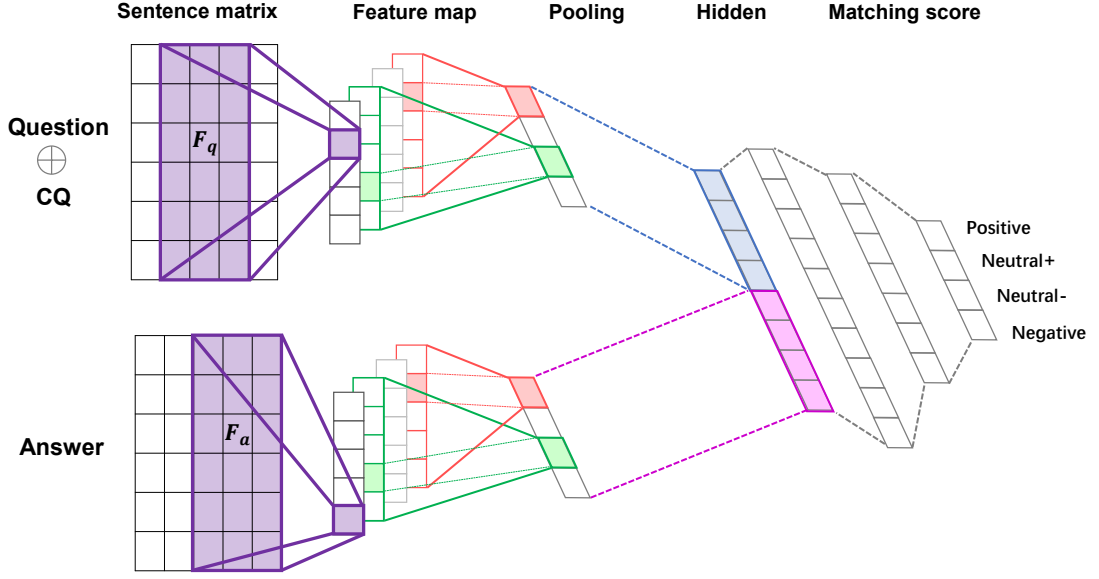 Sentence matrix Feature map Pooling Hidden Matching score
Question
⊕
CQ
F_q
Positive
Neutral+
Neutral-
Negative
Answer
F_a